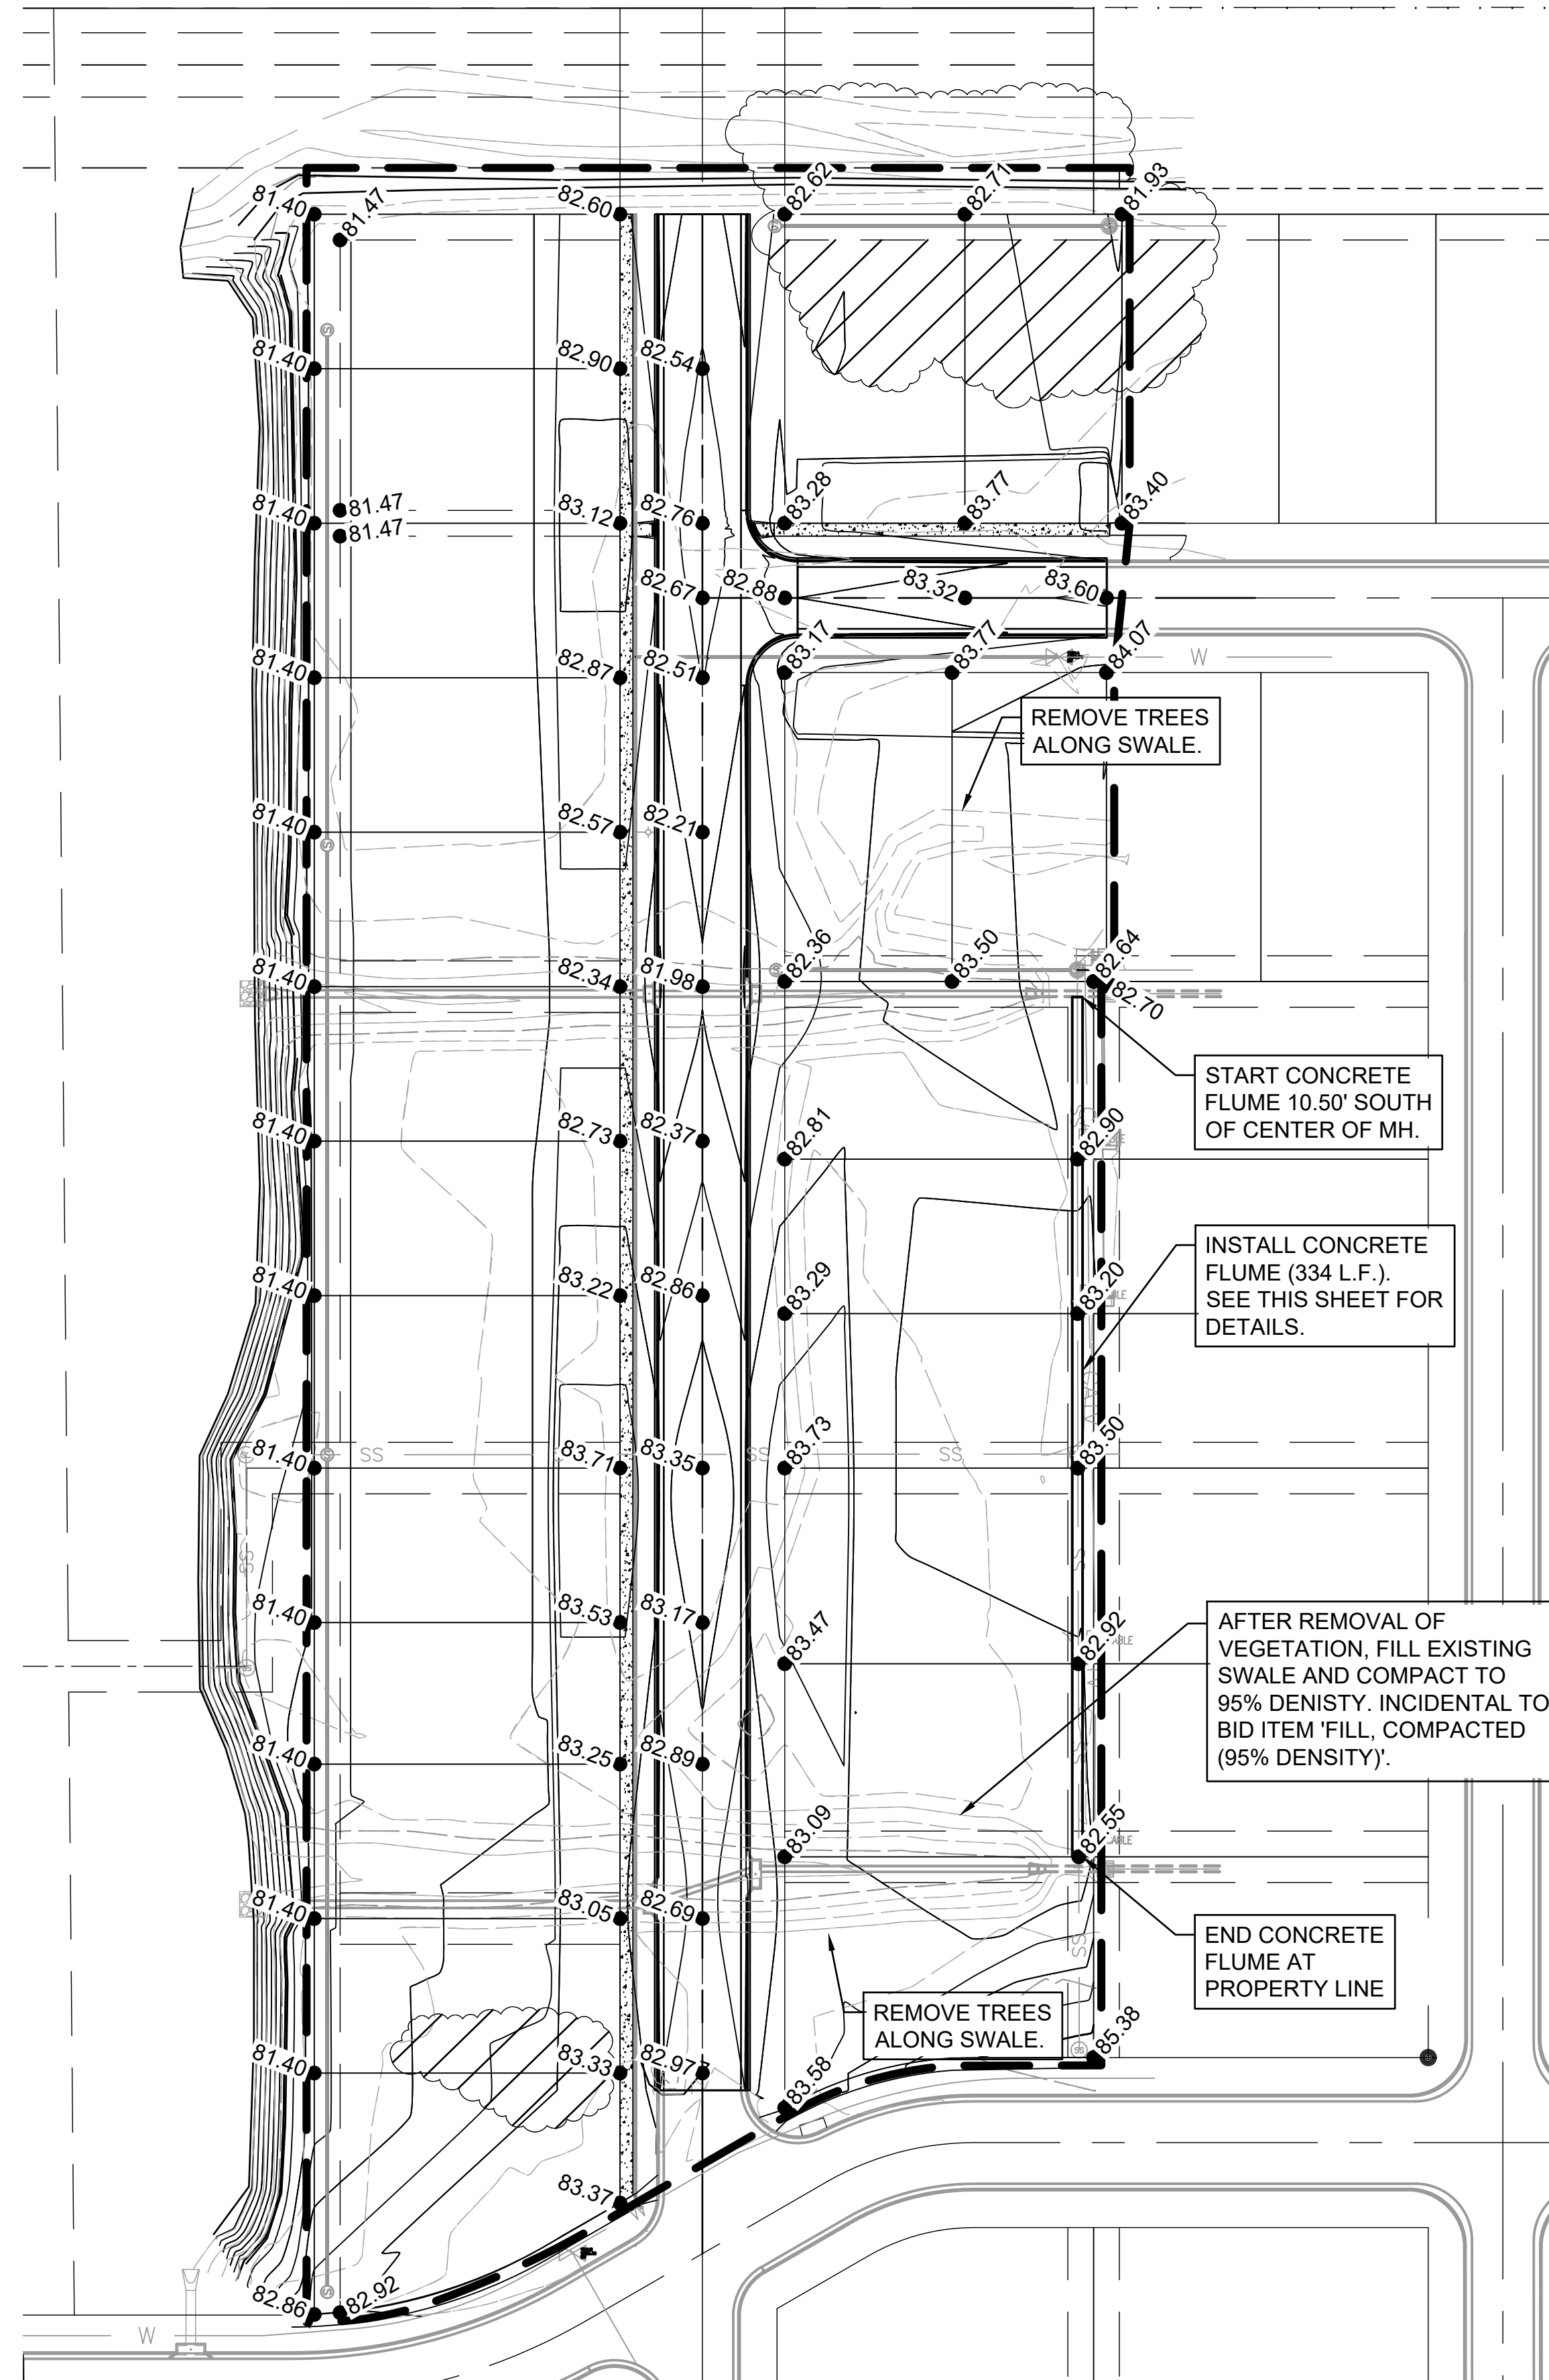 82.62
82.71
81.93
81.40
81.47
82.60
81.40
82.90
82.54
81.40
81.47
81.47
83.12
82.76
83.28
83.77
83.40
82.67
82.88
83.32
83.60
81.40
82.87
82.51
83.17
83.77
84.07
W
REMOVE TREES
ALONG SWALE.
81.40
82.57
82.21
81.40
82.34
81.98
82.36
83.50
82.64
82.70
START CONCRETE
FLUME 10.50' SOUTH
OF CENTER OF MH.
81.40
82.73
82.37
82.81
82.90
INSTALL CONCRETE
FLUME (334 L.F.).
SEE THIS SHEET FOR
DETAILS.
81.40
83.22
82.86
83.29
83.20
81.40
SS
83.71
83.35
SS
83.73
SS
83.50
SS
81.40
83.53
83.17
83.47
82.92
CABLE
AFTER REMOVAL OF
VEGETATION, FILL EXISTING
SWALE AND COMPACT TO
95% DENISTY. INCIDENTAL TO
BID ITEM 'FILL, COMPACTED
(95% DENSITY)'.
81.40
83.25
82.89
83.09
82.55
CABLE
81.40
83.05
82.69
SS
END CONCRETE
FLUME AT
PROPERTY LINE
REMOVE TREES
ALONG SWALE.
81.40
83.33
82.97
83.58
85.38
83.37
W
82.86
82.92
W